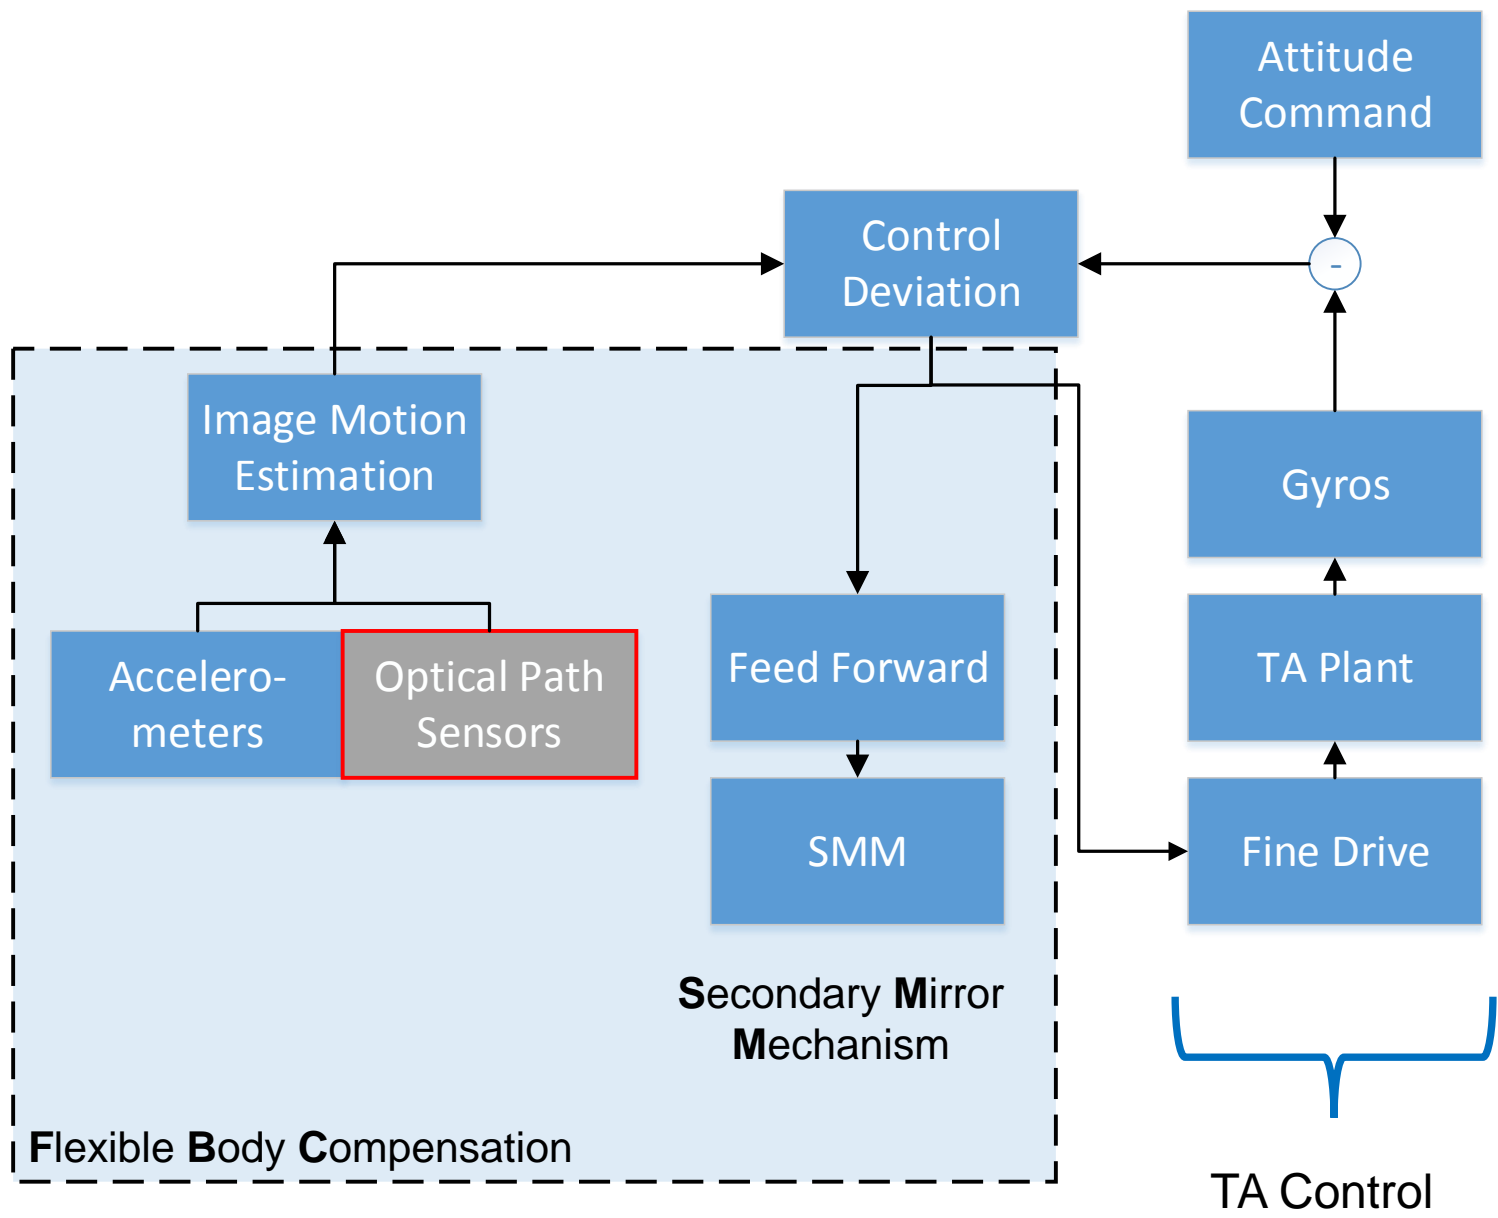 Attitude
Command
Control
Deviation
-
Image Motion
Estimation
Gyros
Accelero-
meters
Optical Path
Sensors
Feed Forward
TA Plant
SMM
Fine Drive
Secondary Mirror
Mechanism
Flexible Body Compensation
TA Control